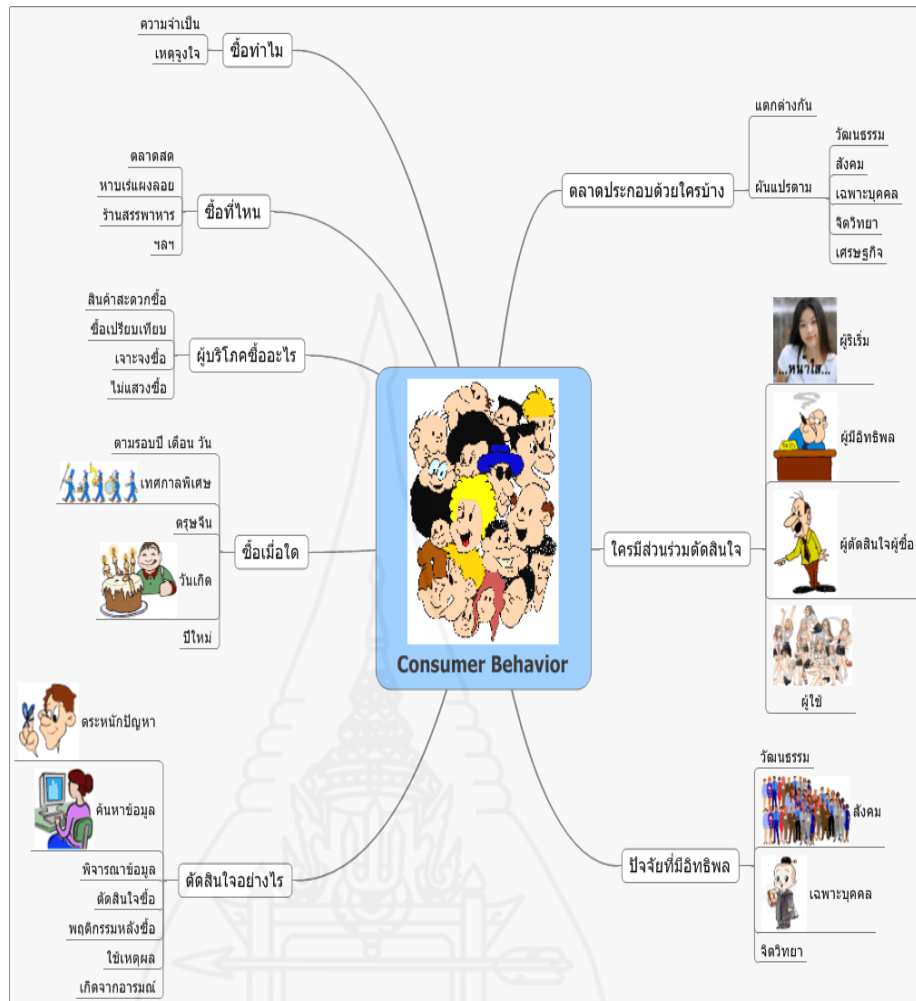 ความจำเป็น
เหตุจูงใจ
ซื้อทำไม
ตลาดสด
หาบเร่แผงลอย
ร้านสรรพาหาร
ฯลฯ
ซื้อที่ไหน
สินค้าสะดวกซื้อ
ซื้อเปรียบเทียบ
เจาะจงซื้อ
ไม่แสวงซื้อ
ผู้บริโภคซื้ออะไร
ตามรอบปี เดือน วัน
เทศกาลพิเศษ
ตรุษจีน
วันเกิด
ปีใหม่
ซื้อเมื่อใด
ตระหนักปัญหา
ค้นหาข้อมูล
พิจารณาข้อมูล
ตัดสินใจซื้อ
พฤติกรรมหลังซื้อ
ใช้เหตุผล
เกิดจากอารมณ์
ตัดสินใจอย่างไร
Consumer Behavior
ตลาดประกอบด้วยใครบ้าง
แตกต่างกัน
ผันแปรตาม
วัฒนธรรม
สังคม
เฉพาะบุคคล
จิตวิทยา
เศรษฐกิจ
ใครมีส่วนร่วมตัดสินใจ
...หน้าใส...
ผู้ริเริ่ม
ผู้มีอิทธิพล
ผู้ตัดสินใจผู้ซื้อ
ผู้ใช้
ปัจจัยที่มีอิทธิพล
วัฒนธรรม
สังคม
เฉพาะบุคคล
จิตวิทยา